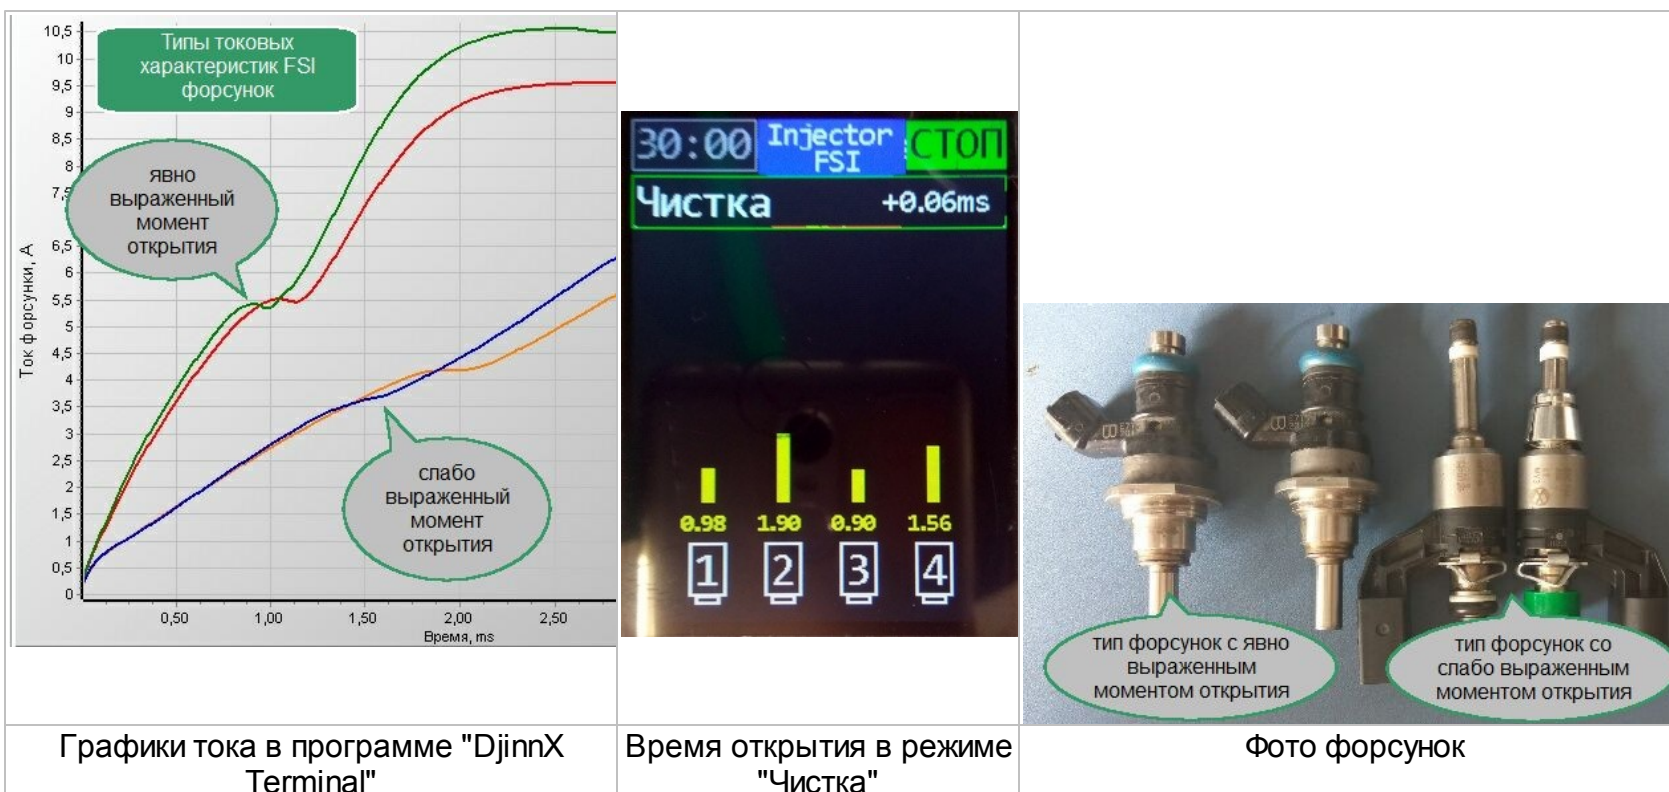 Типы токовых
характеристик FSI
форсунок
явно
выраженный
момент
открытия
слабо
выраженный
момент
открытия
Ток форсунки, А
10,5
10
9,5
9
8,5
8
7,5
6,5
6
5,5
5
4,5
4
3,5
3
2,5
2
1,5
1
0,5
0
0,50
1,00
1,50
2,00
2,50
Время, ms
30:00 Injector FSI СТОП
Чистка +0.06ms
0.98 1.90 0.90 1.56
1 2 3 4
тип форсунок с явно
выраженным
моментом открытия
тип форсунок со
слабо выраженным
моментом открытия
Графики тока в программе "DjinnX
Terminal"
Время открытия в режиме
"Чистка"
Фото форсунок